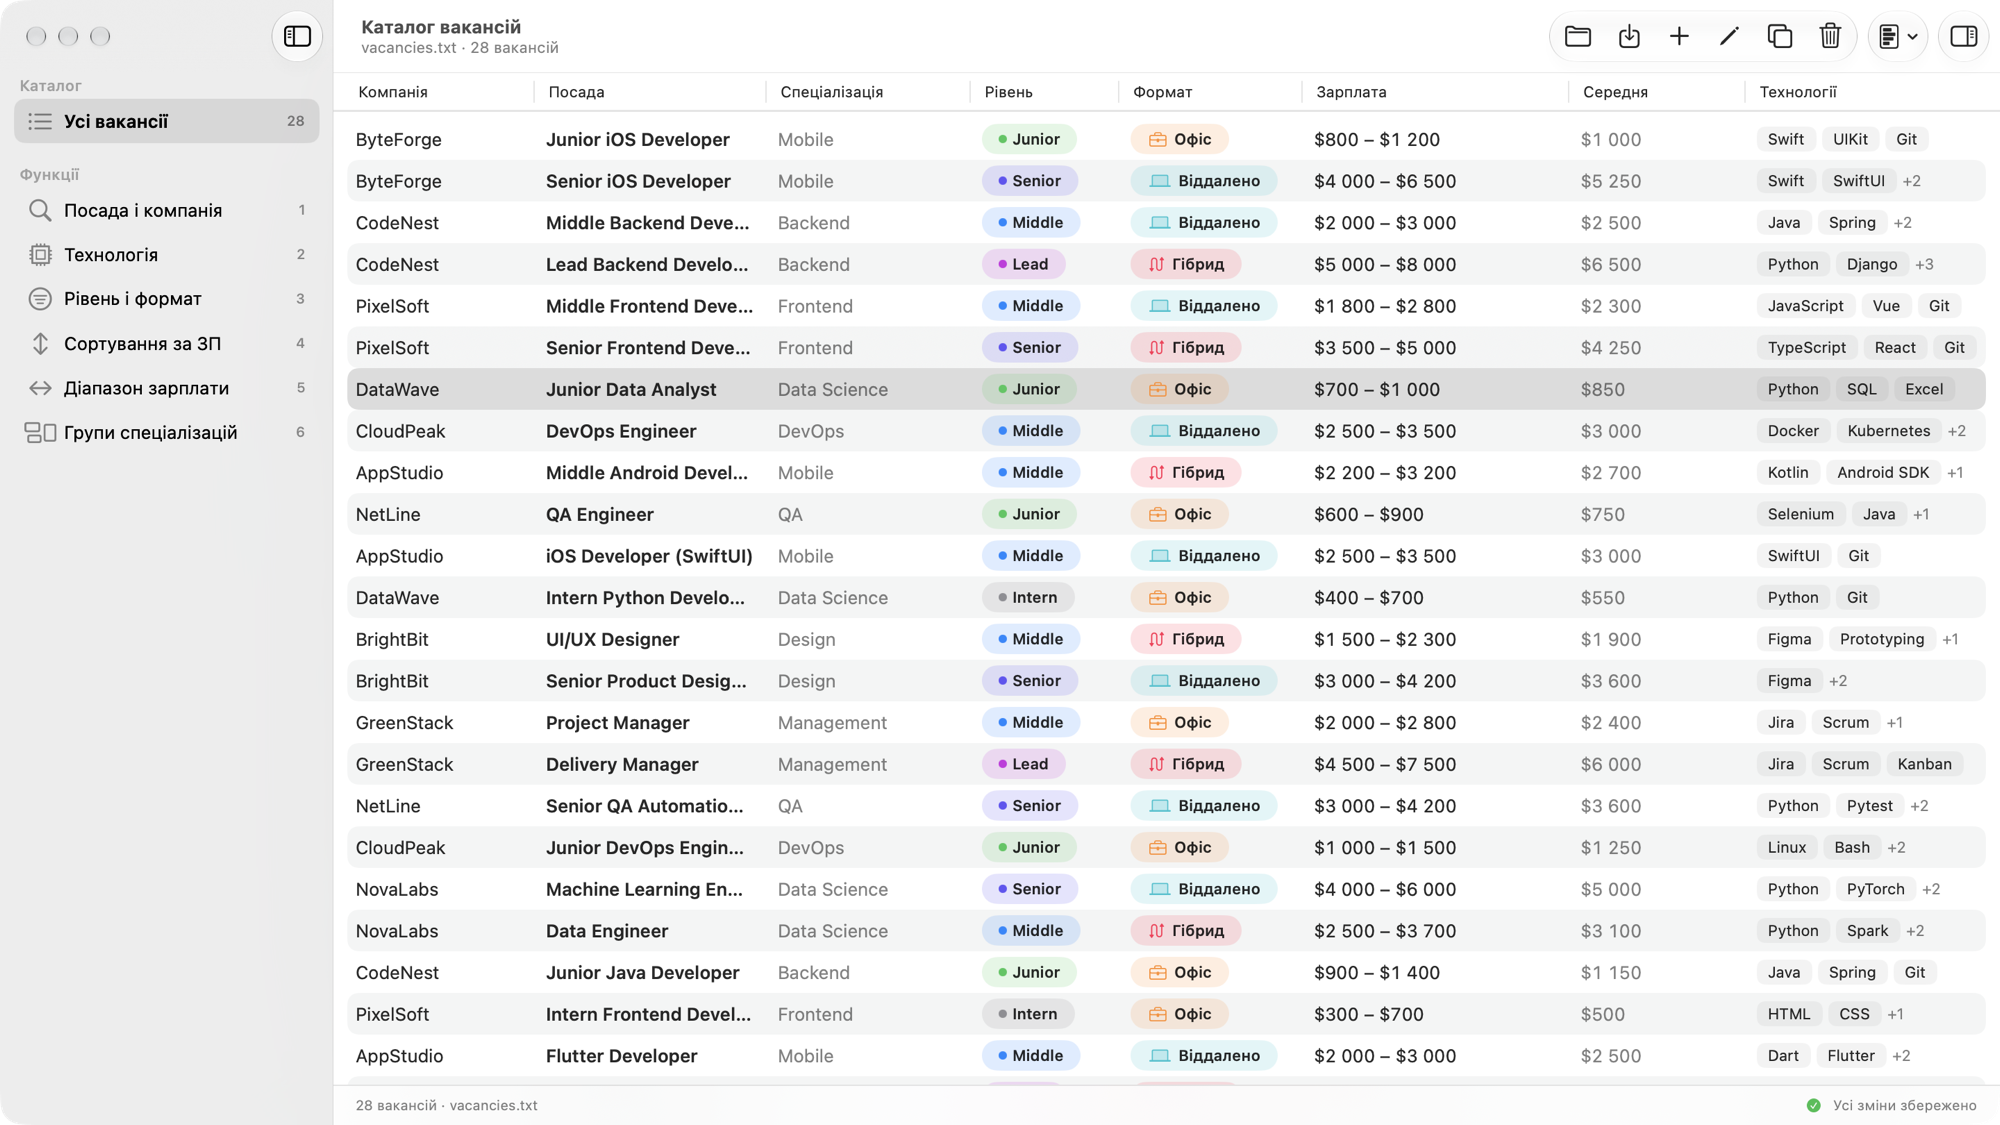 Каталог вакансій
vacancies.txt · 28 вакансій
Каталог
Усі вакансії 28
Функції
Посада і компанія 1
Технологія 2
Рівень і формат 3
Сортування за ЗП 4
Діапазон зарплати 5
Групи спеціалізацій 6
Компанія Посада Спеціалізація Рівень Формат Зарплата Середня Технології
ByteForge Junior iOS Developer Mobile Junior Офіс $800 – $1 200 $1 000 Swift UIKit Git
ByteForge Senior iOS Developer Mobile Senior Віддалено $4 000 – $6 500 $5 250 Swift SwiftUI +2
CodeNest Middle Backend Deve... Backend Middle Віддалено $2 000 – $3 000 $2 500 Java Spring +2
CodeNest Lead Backend Develo... Backend Lead Гібрид $5 000 – $8 000 $6 500 Python Django +3
PixelSoft Middle Frontend Deve... Frontend Middle Віддалено $1 800 – $2 800 $2 300 JavaScript Vue Git
PixelSoft Senior Frontend Deve... Frontend Senior Гібрид $3 500 – $5 000 $4 250 TypeScript React Git
DataWave Junior Data Analyst Data Science Junior Офіс $700 – $1 000 $850 Python SQL Excel
CloudPeak DevOps Engineer DevOps Middle Віддалено $2 500 – $3 500 $3 000 Docker Kubernetes +2
AppStudio Middle Android Devel... Mobile Middle Гібрид $2 200 – $3 200 $2 700 Kotlin Android SDK +1
NetLine QA Engineer QA Junior Офіс $600 – $900 $750 Selenium Java +1
AppStudio iOS Developer (SwiftUI) Mobile Middle Віддалено $2 500 – $3 500 $3 000 SwiftUI Git
DataWave Intern Python Develo... Data Science Intern Офіс $400 – $700 $550 Python Git
BrightBit UI/UX Designer Design Middle Гібрид $1 500 – $2 300 $1 900 Figma Prototyping +1
BrightBit Senior Product Desig... Design Senior Віддалено $3 000 – $4 200 $3 600 Figma +2
GreenStack Project Manager Management Middle Офіс $2 000 – $2 800 $2 400 Jira Scrum +1
GreenStack Delivery Manager Management Lead Гібрид $4 500 – $7 500 $6 000 Jira Scrum Kanban
NetLine Senior QA Automatio... QA Senior Віддалено $3 000 – $4 200 $3 600 Python Pytest +2
CloudPeak Junior DevOps Engin... DevOps Junior Офіс $1 000 – $1 500 $1 250 Linux Bash +2
NovaLabs Machine Learning En... Data Science Senior Віддалено $4 000 – $6 000 $5 000 Python PyTorch +2
NovaLabs Data Engineer Data Science Middle Гібрид $2 500 – $3 700 $3 100 Python Spark +2
CodeNest Junior Java Developer Backend Junior Офіс $900 – $1 400 $1 150 Java Spring Git
PixelSoft Intern Frontend Devel... Frontend Intern Офіс $300 – $700 $500 HTML CSS +1
AppStudio Flutter Developer Mobile Middle Віддалено $2 000 – $3 000 $2 500 Dart Flutter +2
28 вакансій · vacancies.txt
Усі зміни збережено